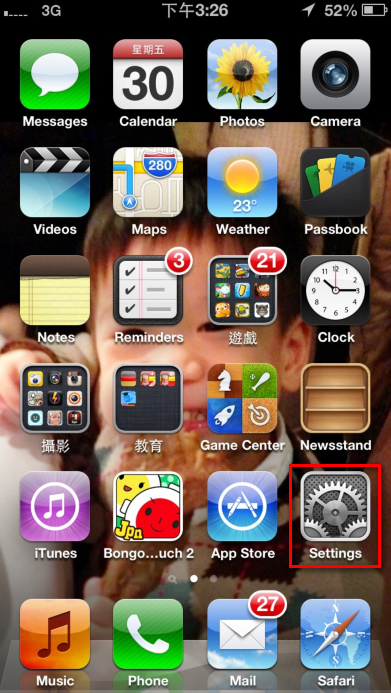 3G 下午3:26 52%
星期五
30
Messages Calendar Photos Camera
280
23°
Videos Maps Weather Passbook
3 21
Notes Reminders 遊戲 Clock
攝影 教育 Game Center Newsstand
Jpn
iTunes Bongo...uch 2 App Store Settings
27
Music Phone Mail Safari